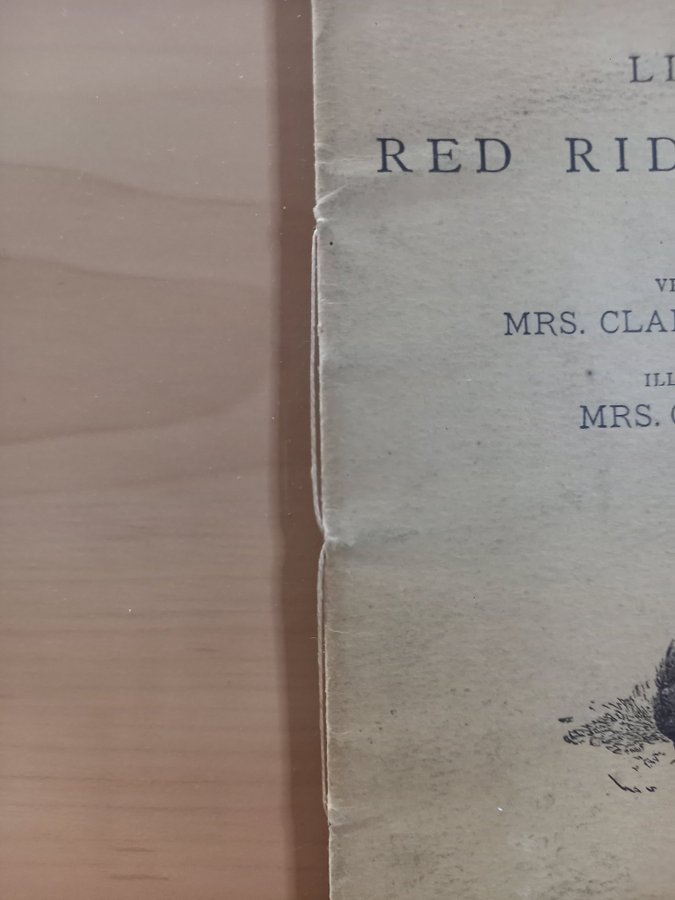 LI
RED RID
VE
MRS. CLA
ILL
MRS.